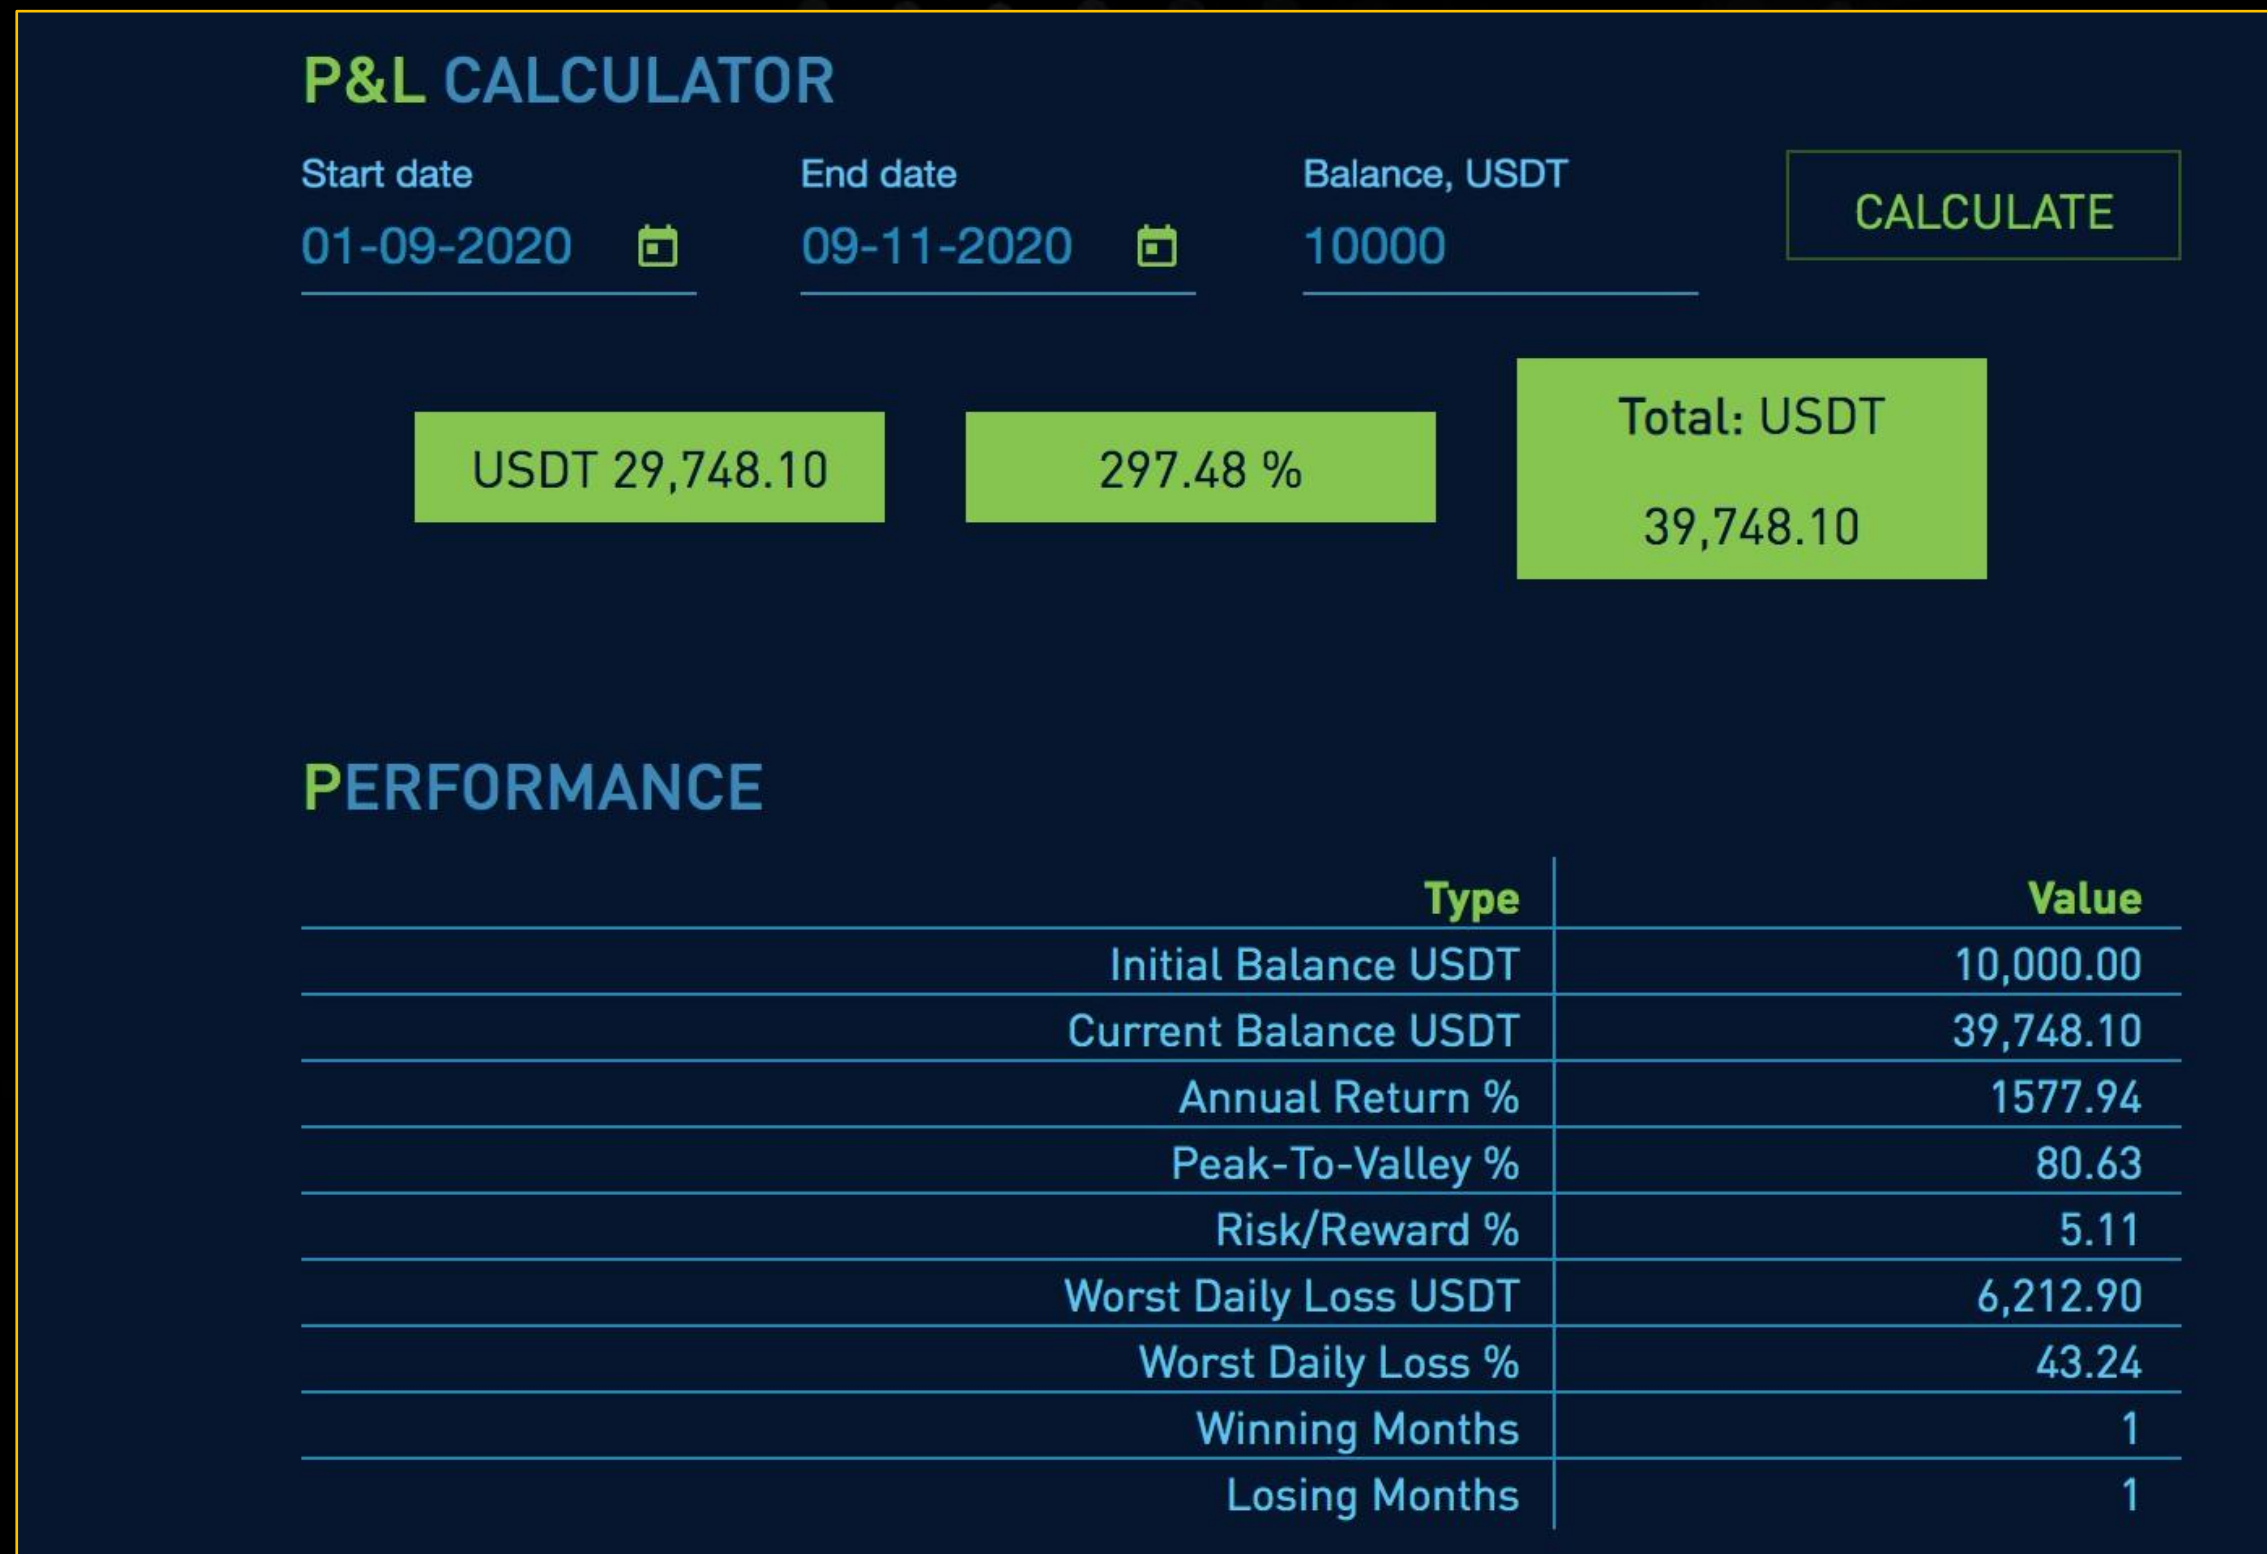 P&L CALCULATOR
Start date
End date
Balance, USDT
01-09-2020
09-11-2020
10000
CALCULATE
USDT 29,748.10
297.48 %
Total: USDT
39,748.10
PERFORMANCE
Type Value
Initial Balance USDT 10,000.00
Current Balance USDT 39,748.10
Annual Return % 1577.94
Peak-To-Valley % 80.63
Risk/Reward % 5.11
Worst Daily Loss USDT 6,212.90
Worst Daily Loss % 43.24
Winning Months 1
Losing Months 1